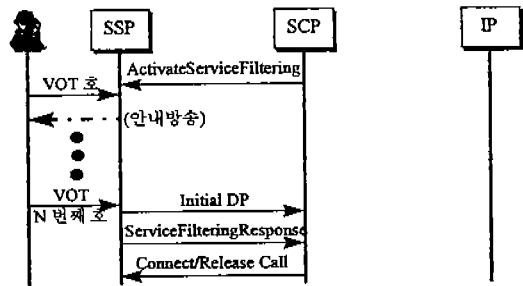 SSP
SCP
IP
ActivateServiceFiltering
VOT 호
(안내방송)
VOT
N 번째 호
Initial DP
ServiceFilteringResponse
Connect/Release Call